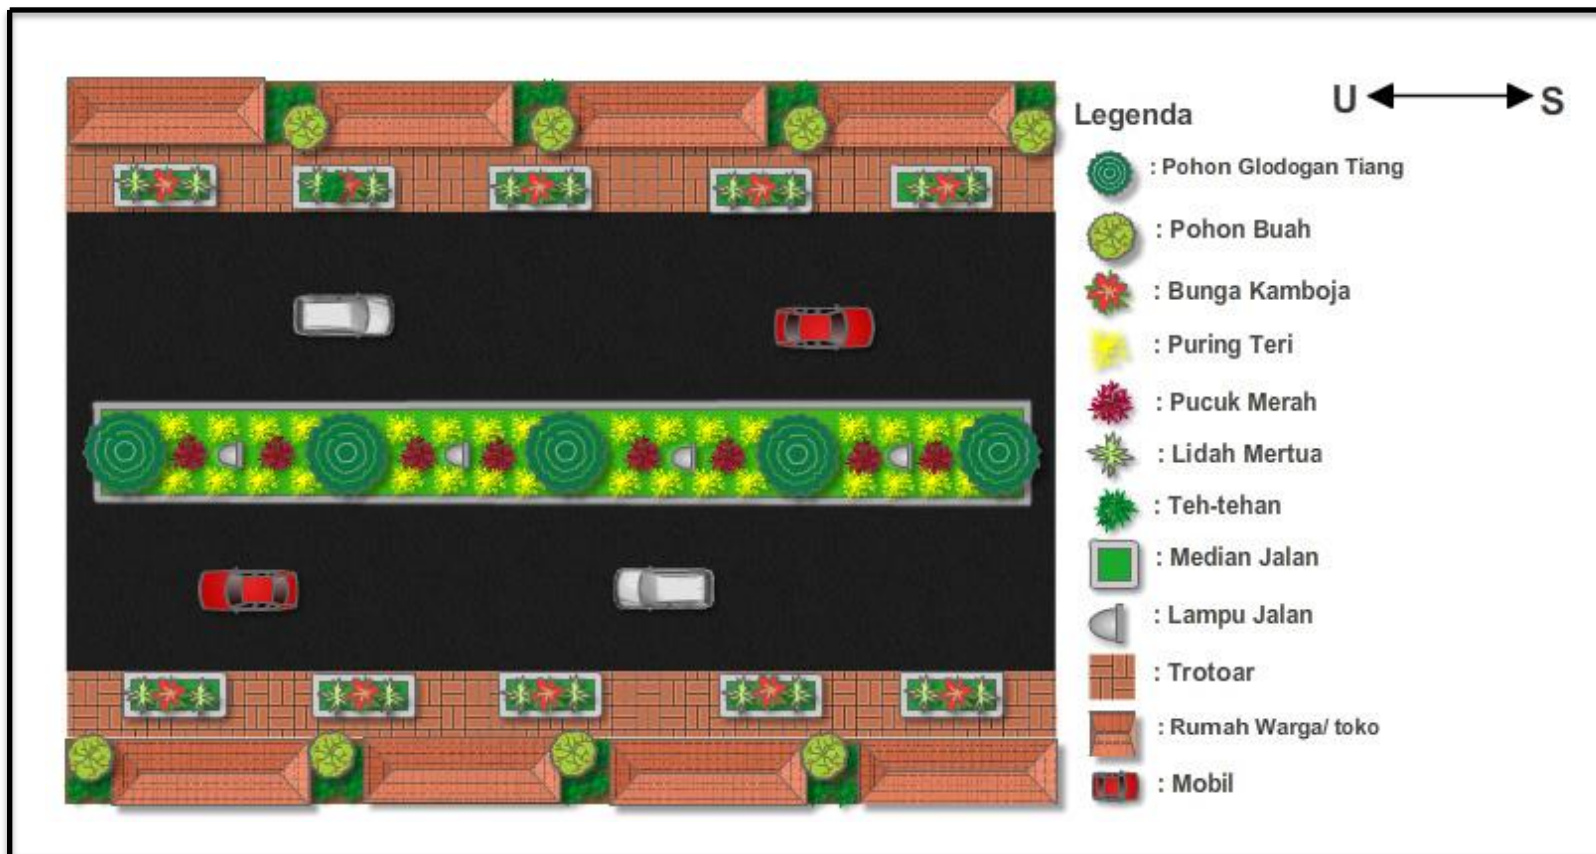 U S
Legenda
: Pohon Glodogan Tiang
: Pohon Buah
: Bunga Kamboja
: Puring Teri
: Pucuk Merah
: Lidah Mertua
: Teh-tehan
: Median Jalan
: Lampu Jalan
: Trotoar
: Rumah Warga/ toko
: Mobil